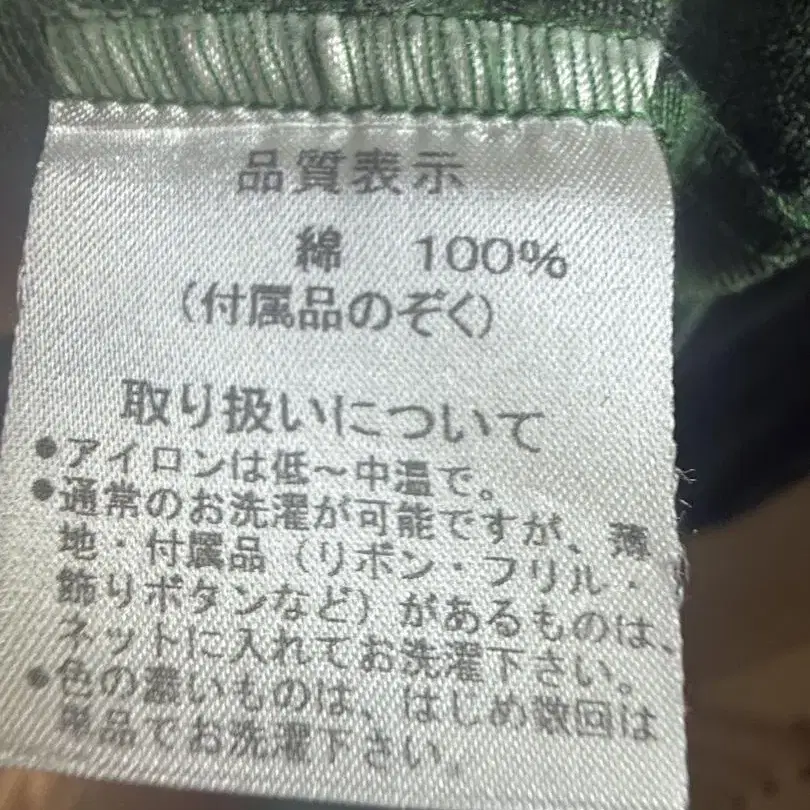 品質表示
綿 100%
(付属品のぞく)
取り扱いについて
●アイロンは低～中温で。
●通常のお洗濯が可能ですが、薄
地・付属品（リボン・フリル・
飾りボタンなど）があるものは、
ネットに入れてお洗濯下さい。
●色の濃いものは、はじめ数回は
単品でお洗濯下さい。